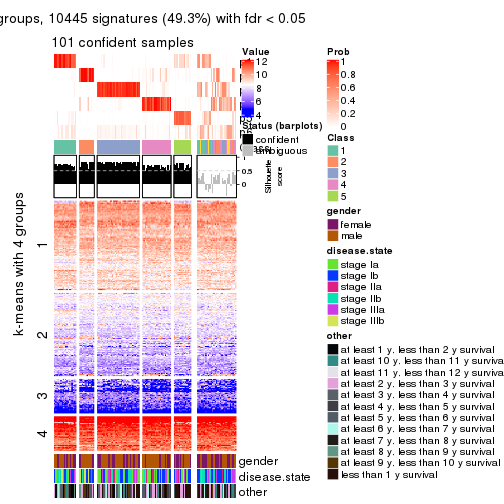 groups, 10445 signatures (49.3%) with fdr < 0.05
101 confident samples
k-means with 4 groups
1
2
3
4
1
0.5
0
Silhouette
score
gender
disease.state
other
Value
12
10
8
6
4
Status (barplots)
confident
ambiguous
Prob
1
0.8
0.6
0.4
0.2
0
Class
1
2
3
4
5
gender
female
male
disease.state
stage Ia
stage Ib
stage IIa
stage IIb
stage IIIa
stage IIIb
other
at least 1 y. less than 2 y survival
at least 10 y. less than 11 y survival
at least 11 y. less than 12 y survival
at least 2 y. less than 3 y survival
at least 3 y. less than 4 y survival
at least 4 y. less than 5 y survival
at least 5 y. less than 6 y survival
at least 6 y. less than 7 y survival
at least 7 y. less than 8 y survival
at least 8 y. less than 9 y survival
at least 9 y. less than 10 y survival
less than 1 y survival